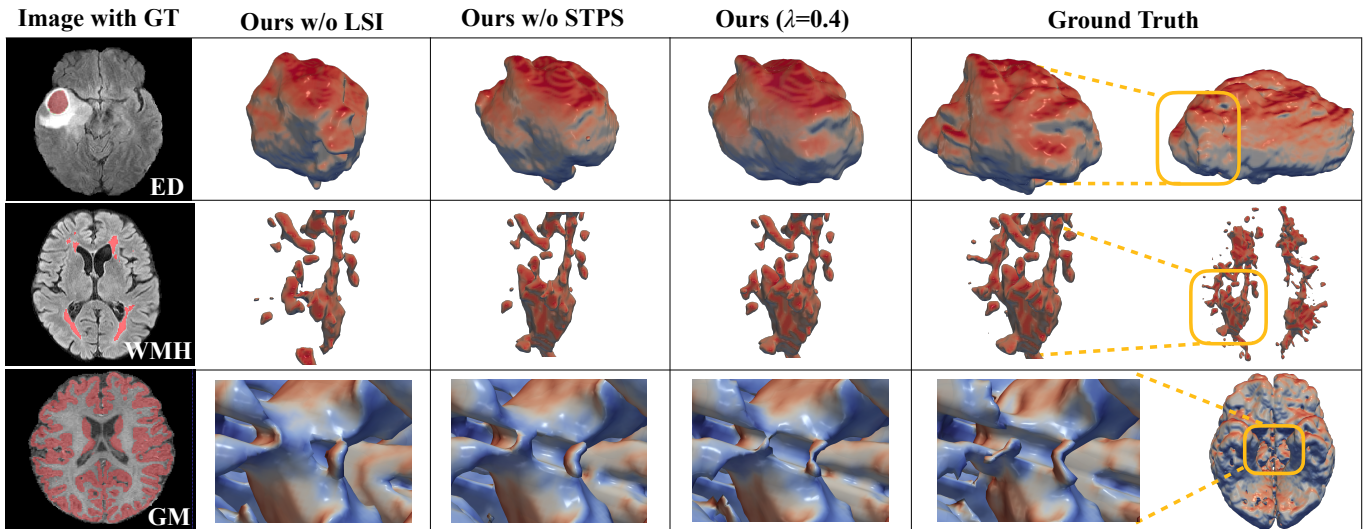 Image with GT
Ours w/o LSI
Ours w/o STPS
Ours (λ=0.4)
Ground Truth
ED
WMH
GM